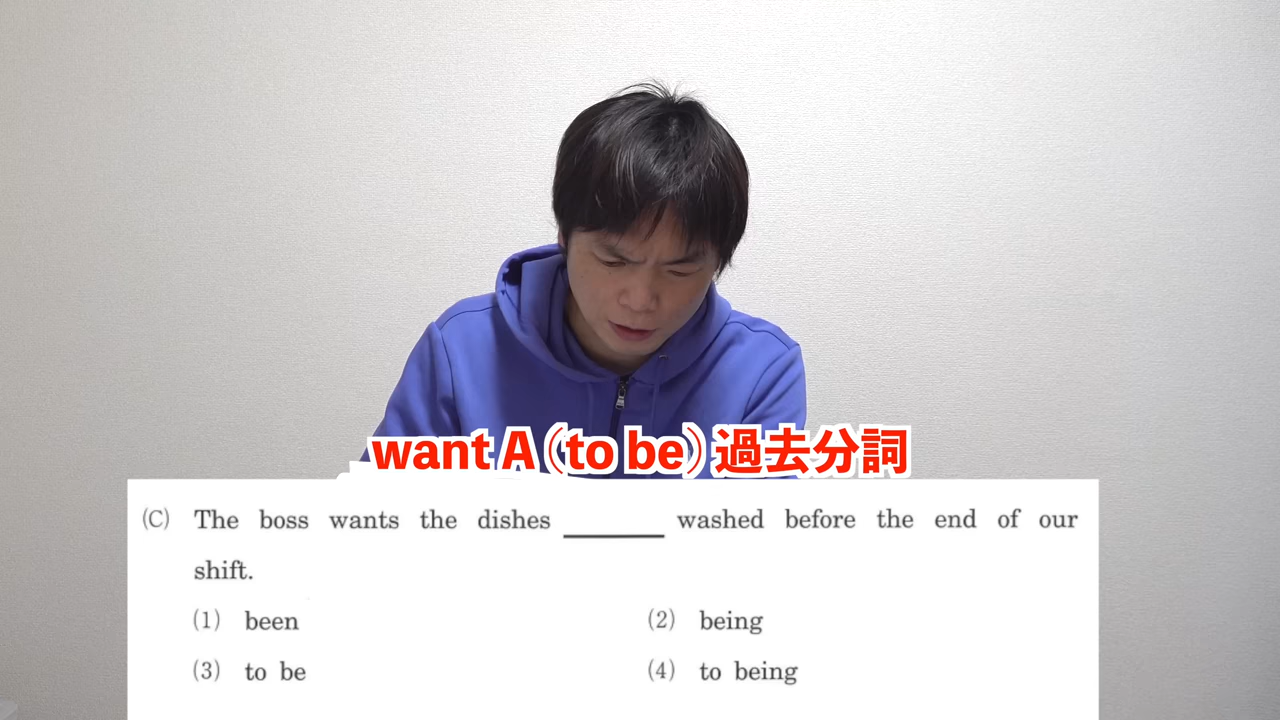 want A（to be）過去分詞
(C) The boss wants the dishes ______ washed before the end of our
shift.
(1) been (2) being
(3) to be (4) to being